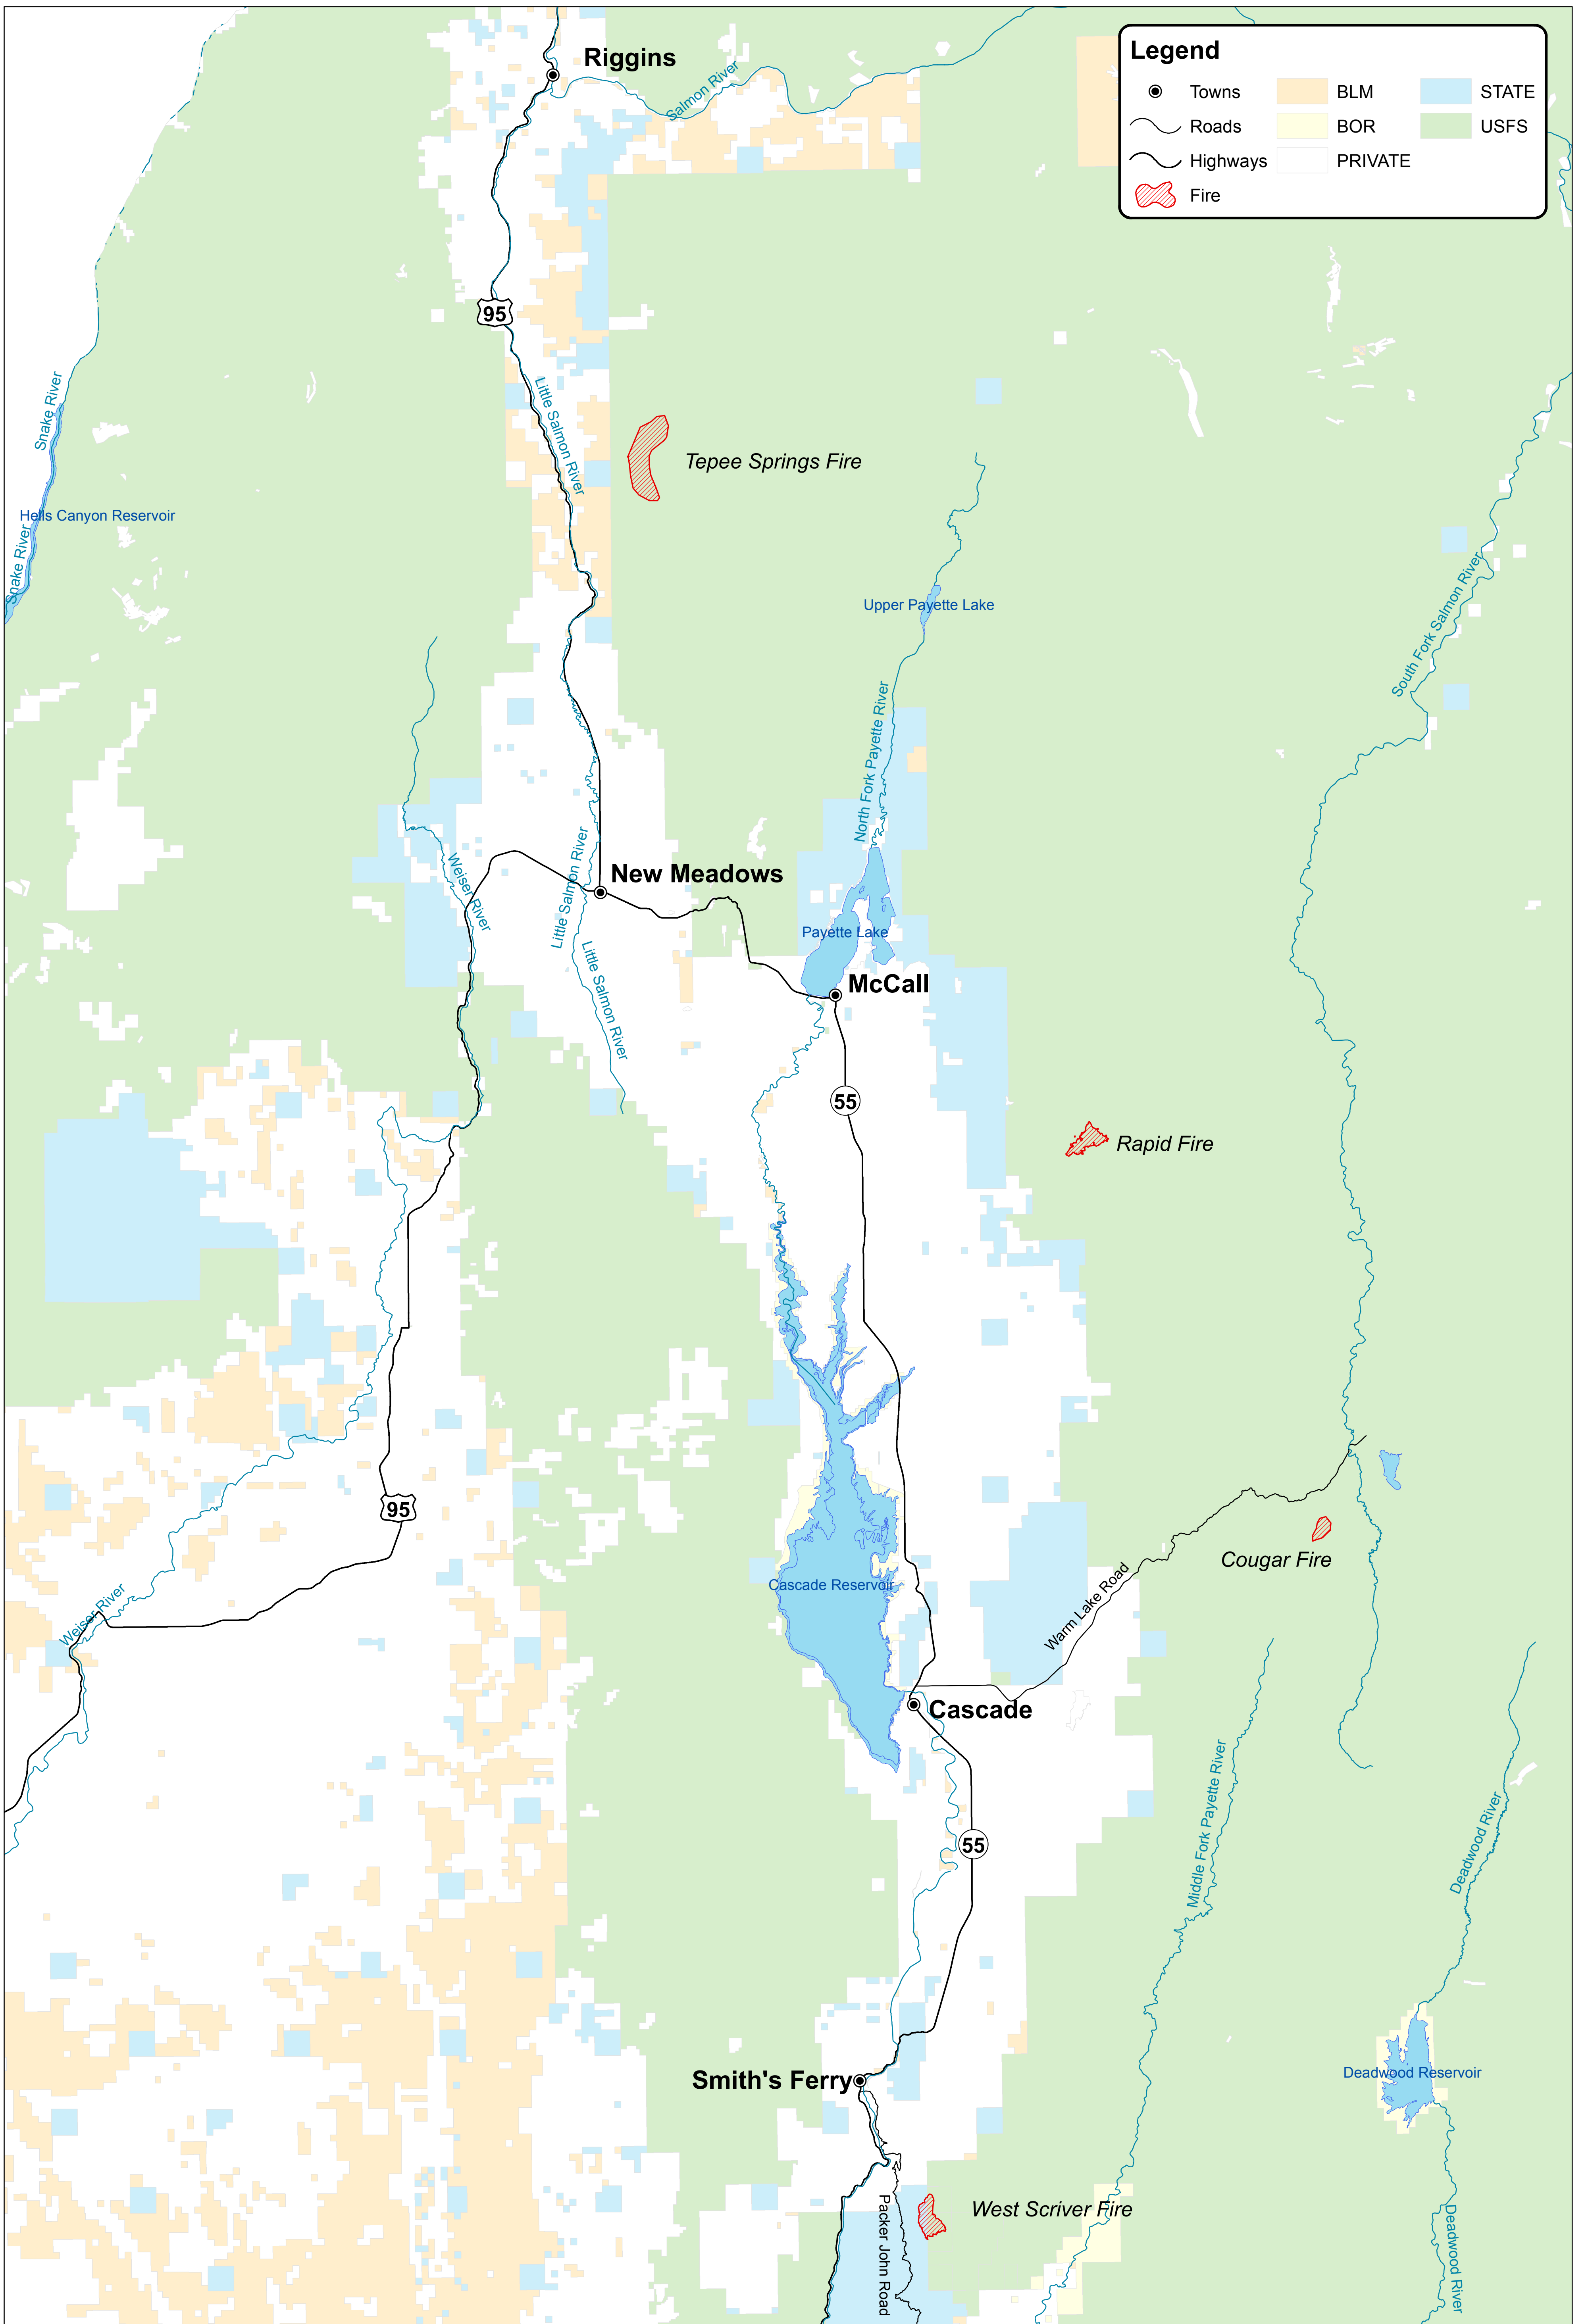 Riggins
Salmon River
Legend
Towns
Roads
Highways
Fire
BLM
BOR
PRIVATE
STATE
USFS
95
Snake River
Little Salmon River
Tepee Springs Fire
Hells Canyon Reservoir
Snake River
Upper Payette Lake
South Fork Salmon River
North Fork Payette River
Weiser River
Little Salmon River
New Meadows
Payette Lake
Little Salmon River
McCall
55
Rapid Fire
95
Cougar Fire
Cascade Reservoir
Warm Lake Road
Weiser River
Cascade
Middle Fork Payette River
55
Deadwood River
Smith's Ferry
Deadwood Reservoir
West Scriver Fire
Packer John Road
Deadwood River